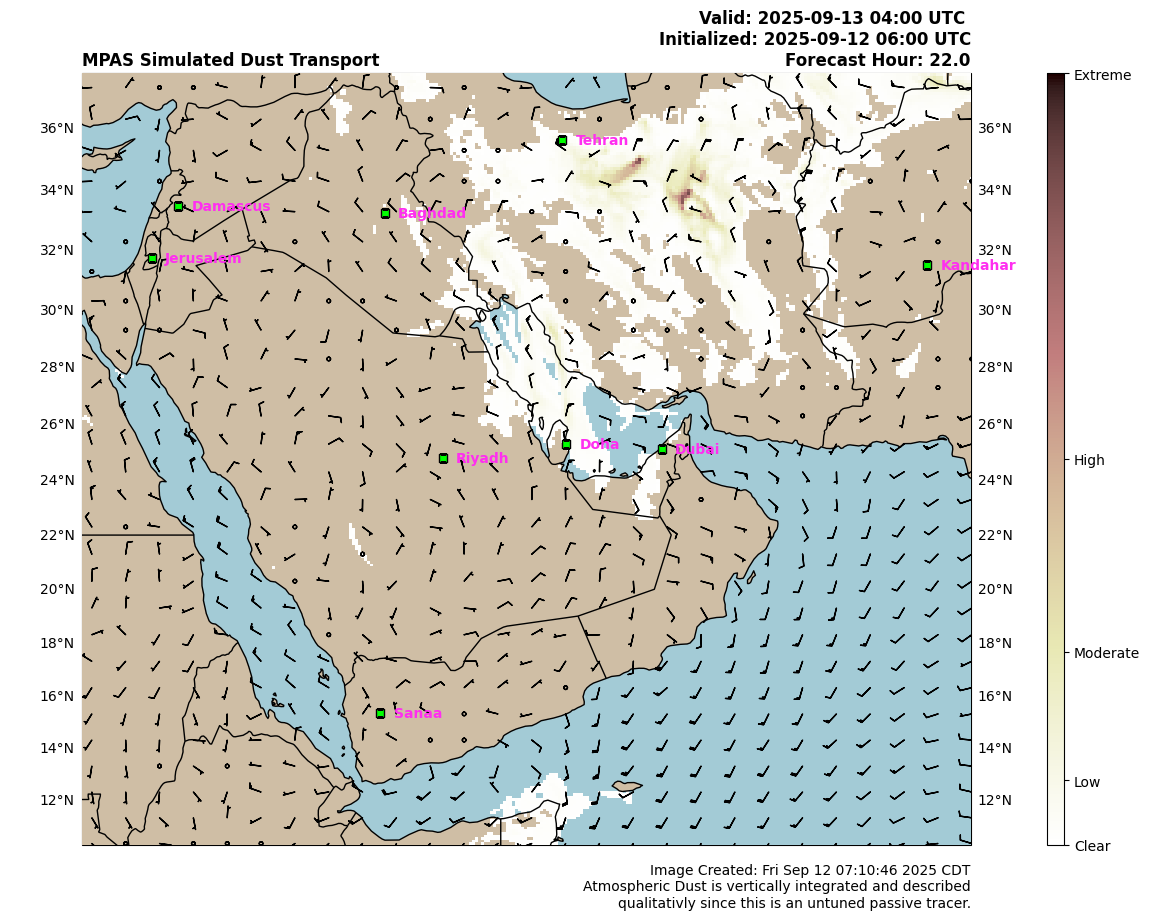 Valid: 2025-09-13 04:00 UTC
Initialized: 2025-09-12 06:00 UTC
MPAS Simulated Dust Transport
Forecast Hour: 22.0
Extreme
36°N
Tehran
36°N
34°N
Damascus
Baghdad
34°N
32°N
Jerusalem
32°N
Kandahar
30°N
30°N
28°N
28°N
26°N
26°N
Doha
Dubai
Riyadh
High
24°N
24°N
22°N
22°N
20°N
20°N
18°N
18°N
Moderate
16°N
16°N
Sanaa
14°N
14°N
Low
12°N
12°N
Clear
Image Created: Fri Sep 12 07:10:46 2025 CDT
Atmospheric Dust is vertically integrated and described
qualitativly since this is an untuned passive tracer.